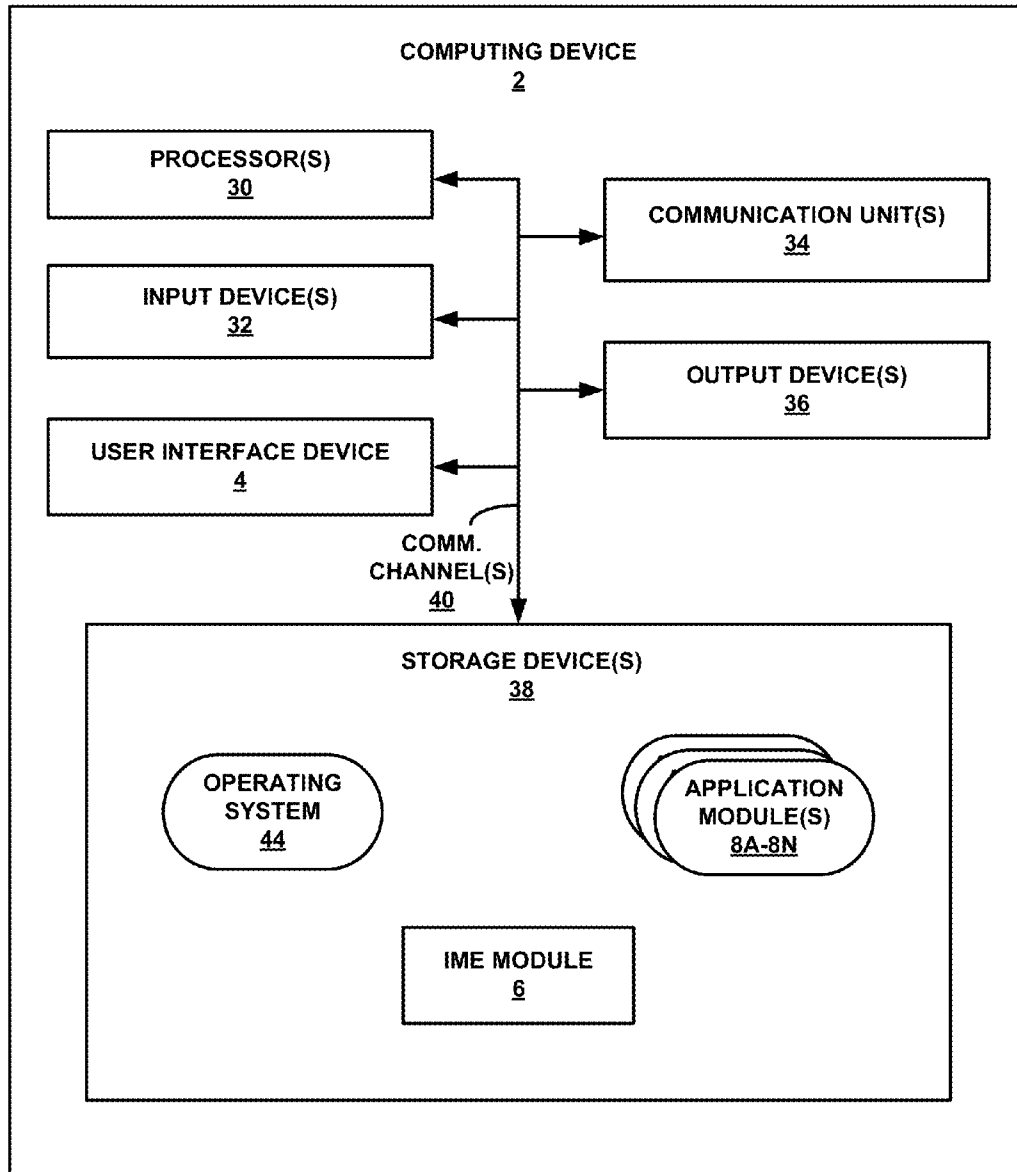 COMPUTING DEVICE
2
PROCESSOR(S)
30
COMMUNICATION UNIT(S)
34
INPUT DEVICE(S)
32
OUTPUT DEVICE(S)
36
USER INTERFACE DEVICE
4
COMM.
CHANNEL(S)
40
STORAGE DEVICE(S)
38
OPERATING
SYSTEM
44
APPLICATION
MODULE(S)
8A-8N
IME MODULE
6